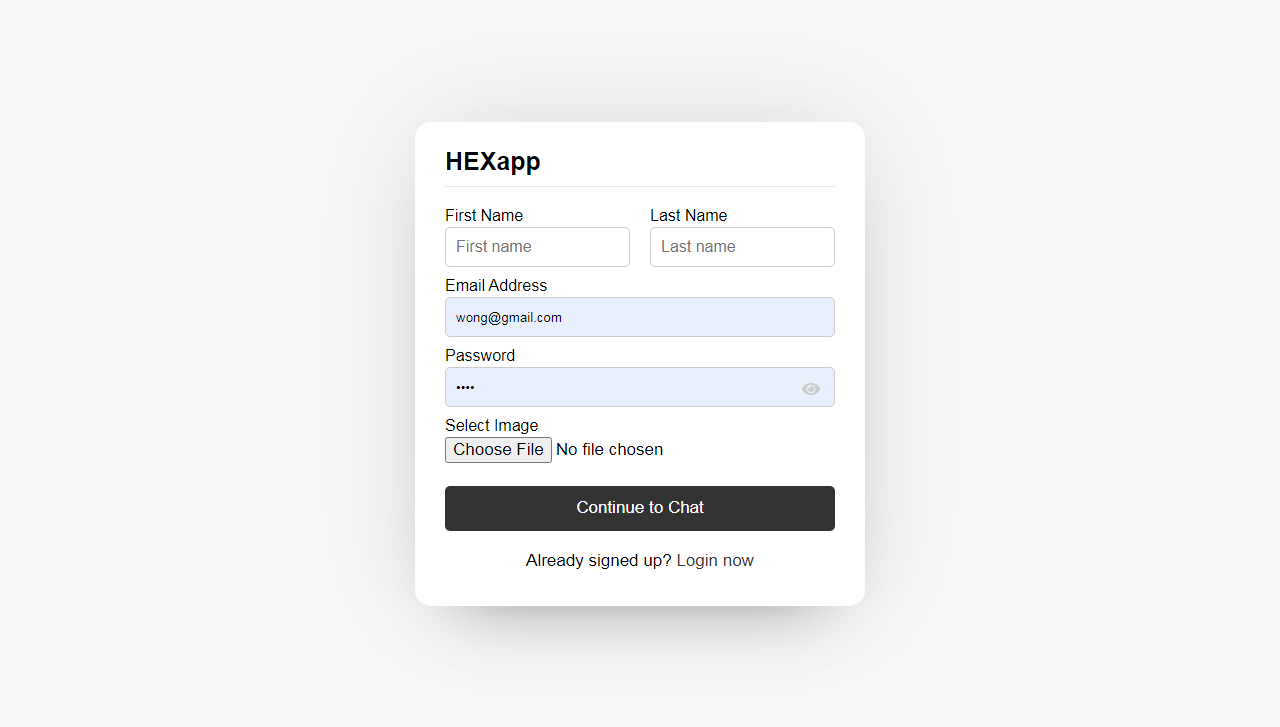 HEXapp
First Name Last Name
First name Last name
Email Address
wong@gmail.com
Password
••••
Select Image
Choose File No file chosen
Continue to Chat
Already signed up? Login now